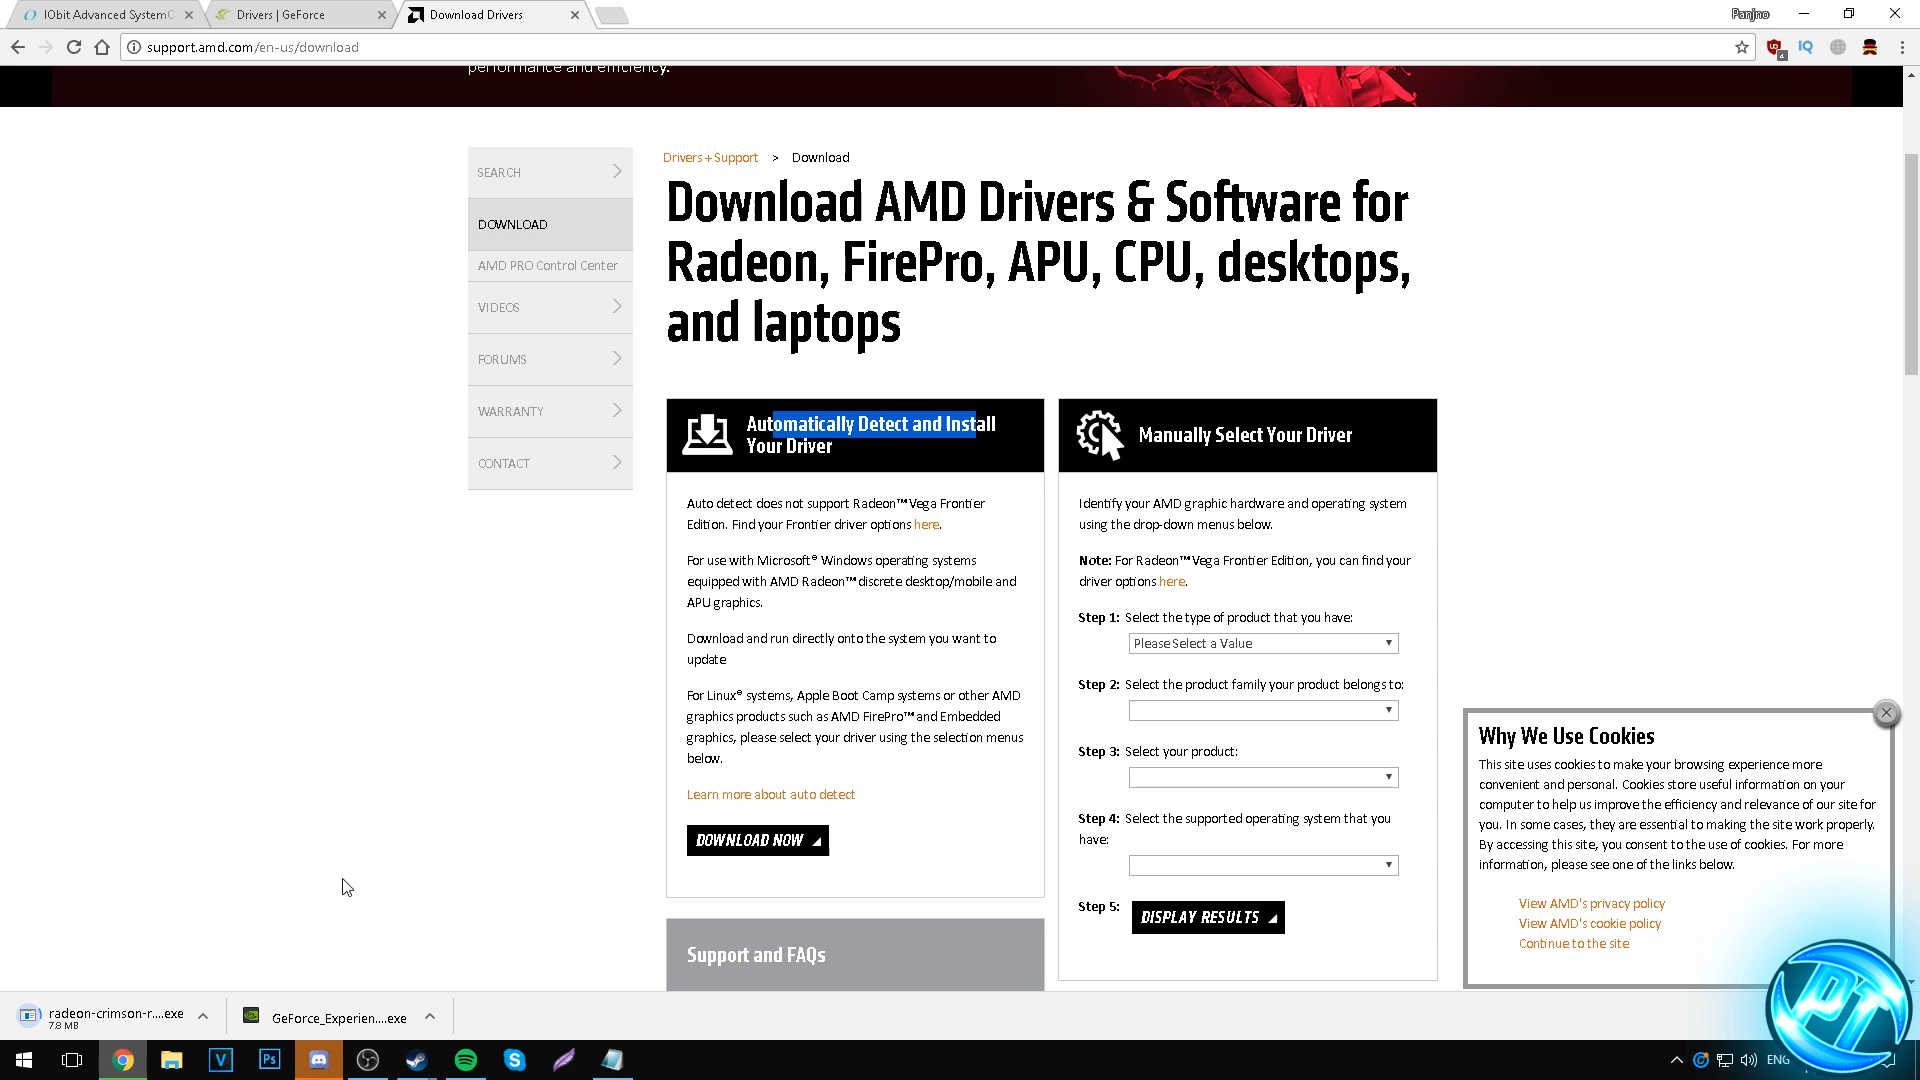 IObit Advanced SystemC
Drivers | GeForce
Download Drivers
Panjno
support.amd.com/en-us/download
performance and efficiency.
SEARCH
DOWNLOAD
AMD PRO Control Center
VIDEOS
FORUMS
WARRANTY
CONTACT
Drivers + Support > Download
Download AMD Drivers & Software for
Radeon, FirePro, APU, CPU, desktops,
and laptops
Automatically Detect and Install
Your Driver
Auto detect does not support Radeon™ Vega Frontier
Edition. Find your Frontier driver options here.
For use with Microsoft® Windows operating systems
equipped with AMD Radeon™ discrete desktop/mobile and
APU graphics.
Download and run directly onto the system you want to
update
For Linux® systems, Apple Boot Camp systems or other AMD
graphics products such as AMD FirePro™ and Embedded
graphics, please select your driver using the selection menus
below.
Learn more about auto detect
DOWNLOAD NOW
Support and FAQs
Manually Select Your Driver
Identify your AMD graphic hardware and operating system
using the drop-down menus below.
Note: For Radeon™ Vega Frontier Edition, you can find your
driver options here.
Step 1: Select the type of product that you have:
Please Select a Value
Step 2: Select the product family your product belongs to:
Step 3: Select your product:
Step 4: Select the supported operating system that you
have:
Step 5:
DISPLAY RESULTS
Why We Use Cookies
This site uses cookies to make your browsing experience more
convenient and personal. Cookies store useful information on your
computer to help us improve the efficiency and relevance of our site for
you. In some cases, they are essential to making the site work properly.
By accessing this site, you consent to the use of cookies. For more
information, please see one of the links below.
View AMD's privacy policy
View AMD's cookie policy
Continue to the site
radeon-crimson-r....exe
7.8 MB
GeForce_Experien....exe
ENG
PT